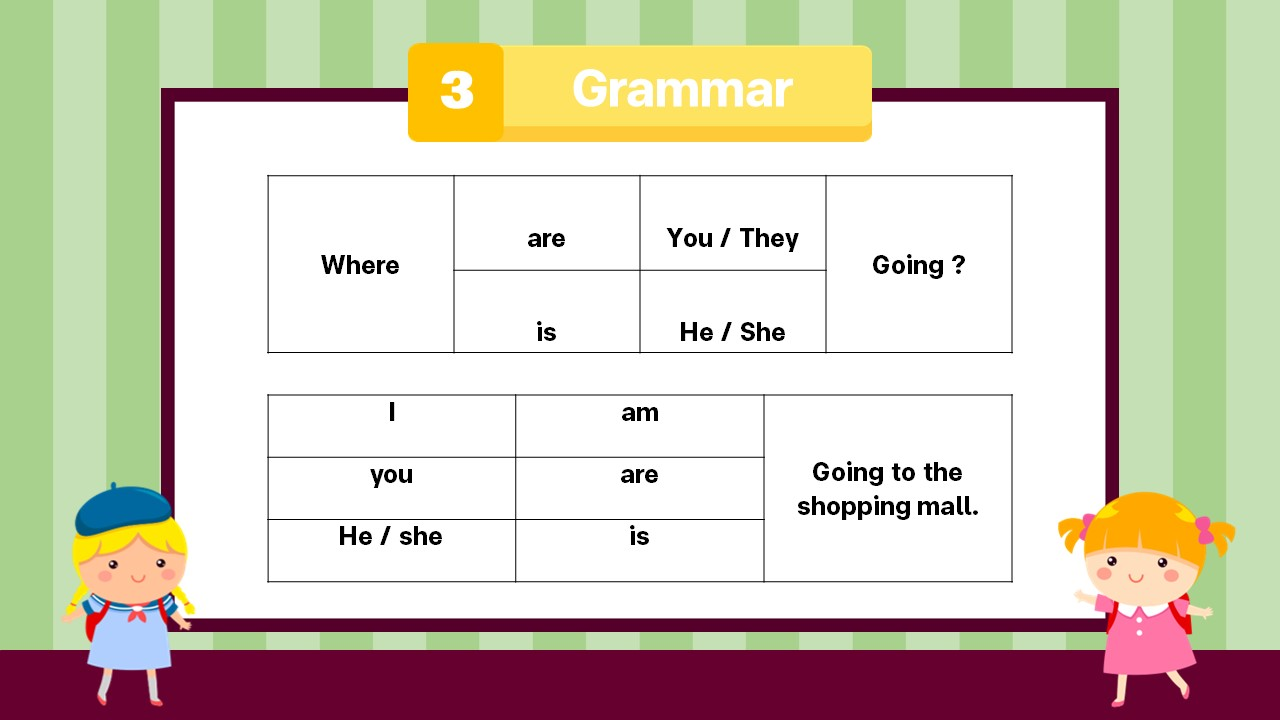 3 Grammar
Where
are
You / They
Going ?
is
He / She
I
am
you
are
He / she
is
Going to the
shopping mall.